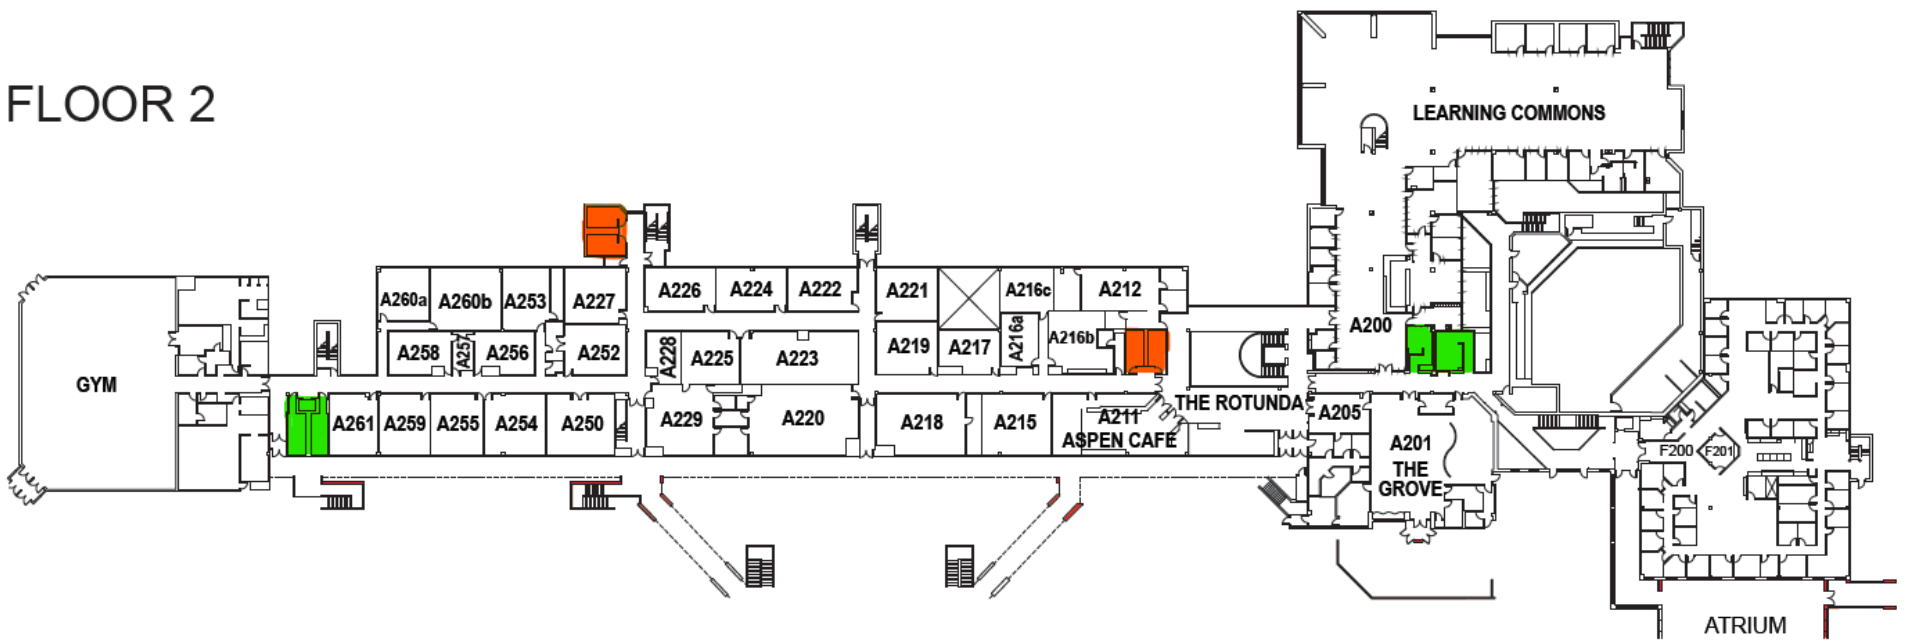 FLOOR 2
LEARNING COMMONS
A260a
A260b
A253
A227
A226
A224
A222
A221
A216c
A212
A258
A257
A256
A252
A228
A225
A223
A219
A217
A216a
A216b
A200
GYM
A261
A259
A255
A254
A250
A229
A220
A218
A215
A211
ASPEN CAFE
THE ROTUNDA
A205
A201
THE
GROVE
F200
F201
ATRIUM